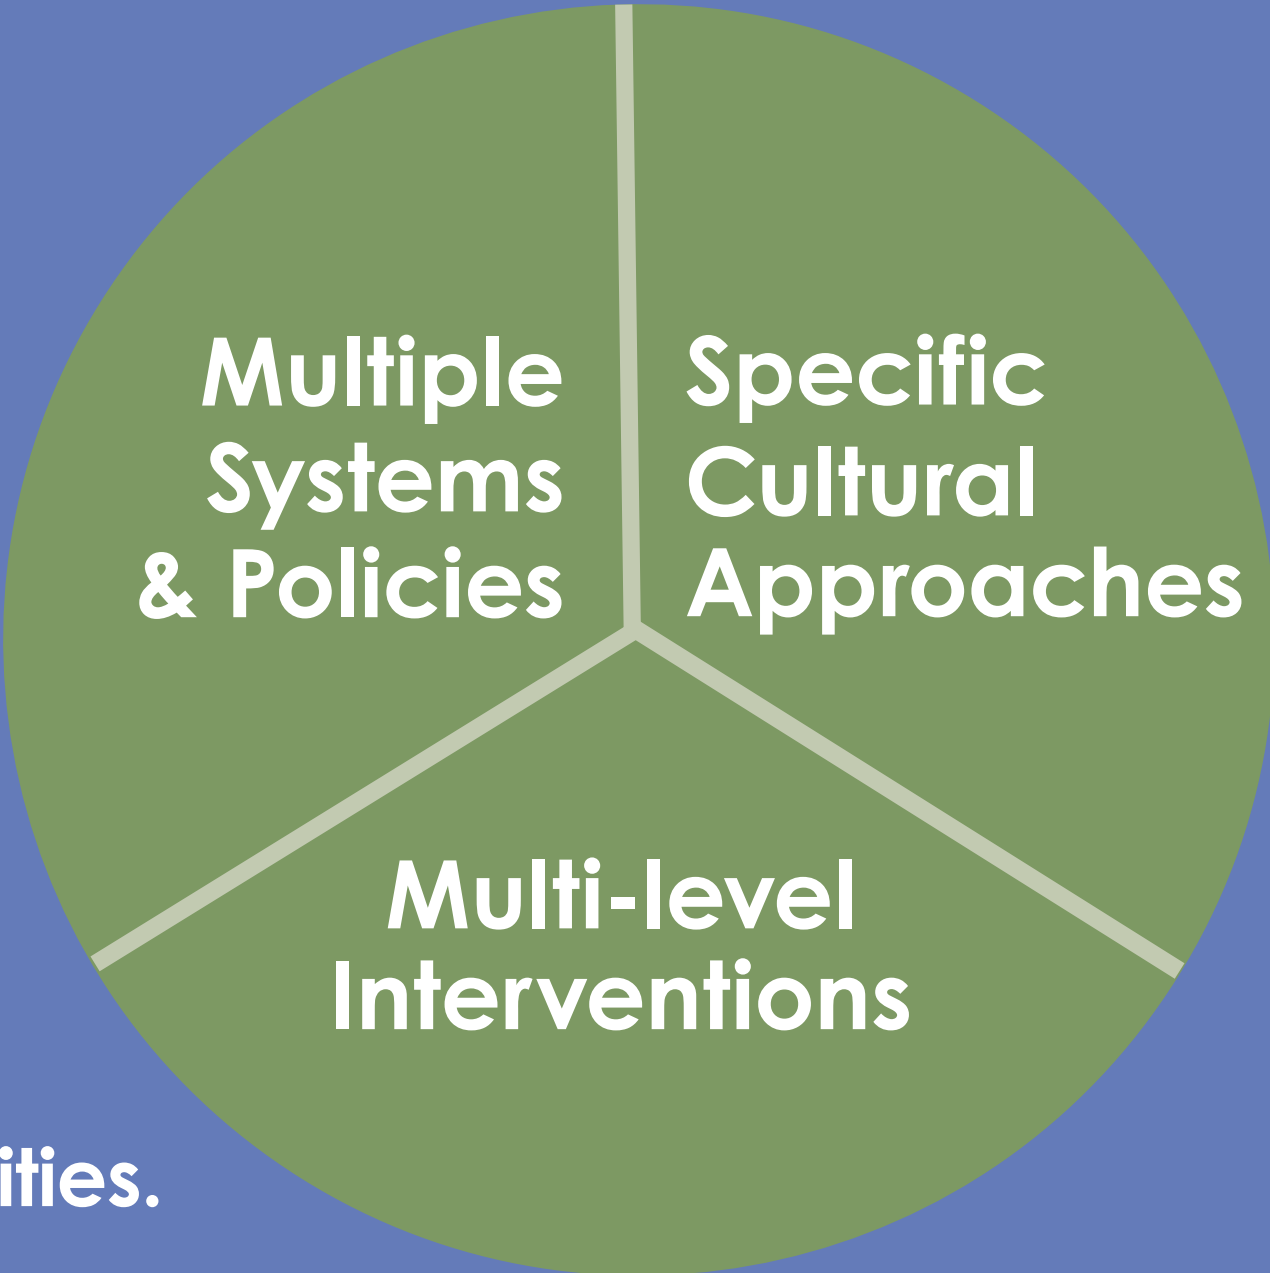 Multiple
Systems
& Policies
Specific
Cultural
Approaches
Multi-level
Interventions
ities.